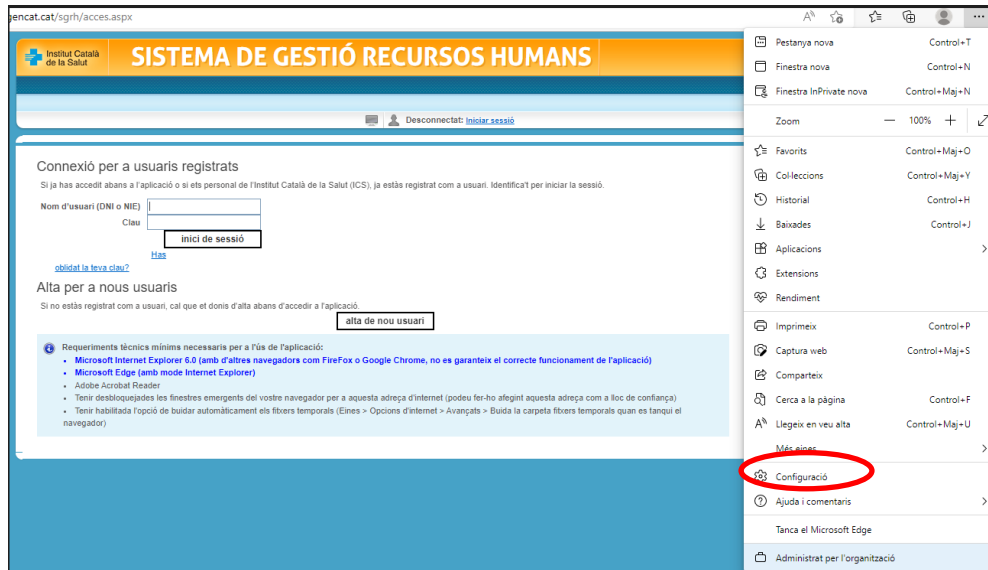 gencat.cat/sgrh/acces.aspx
Institut Català
de la Salut
SISTEMA DE GESTIÓ RECURSOS HUMANS
Desconnectat: Iniciar sessió
Connexió per a usuaris registrats
Si ja has accedit abans a l'aplicació o si ets personal de l'Institut Català de la Salut (ICS), ja estàs registrat com a usuari. Identifica't per iniciar la sessió.
Nom d'usuari (DNI o NIE)
Clau
inici de sessió
Has
oblidat la teva clau?
Alta per a nous usuaris
Si no estàs registrat com a usuari, cal que et donis d'alta abans d'accedir a l'aplicació.
alta de nou usuari
Requeriments tècnics mínims necessaris per a l'ús de l'aplicació:
• Microsoft Internet Explorer 6.0 (amb d'altres navegadors com FireFox o Google Chrome, no es garanteix el correcte funcionament de l'aplicació)
• Microsoft Edge (amb mode Internet Explorer)
• Adobe Acrobat Reader
• Tenir desbloquejades les finestres emergents del vostre navegador per a aquesta adreça d'internet (podeu fer-ho afegint aquesta adreça com a lloc de confiança)
• Tenir habilitada l'opció de buidar automàticament els fitxers temporals (Eines > Opcions d'internet > Avançats > Buida la carpeta fitxers temporals quan es tanqui el
navegador)
Pestanya nova Control+T
Finestra nova Control+N
Finestra InPrivate nova Control+Maj+N
Zoom — 100% +
Favorits Control+Maj+O
Col·leccions Control+Maj+Y
Historial Control+H
Baixades Control+J
Aplicacions
Extensions
Rendiment
Imprimeix Control+P
Captura web Control+Maj+S
Comparteix
Cerca a la pàgina Control+F
Llegeix en veu alta Control+Maj+U
Més eines
Configuració
Ajuda i comentaris
Tanca el Microsoft Edge
Administrat per l'organització